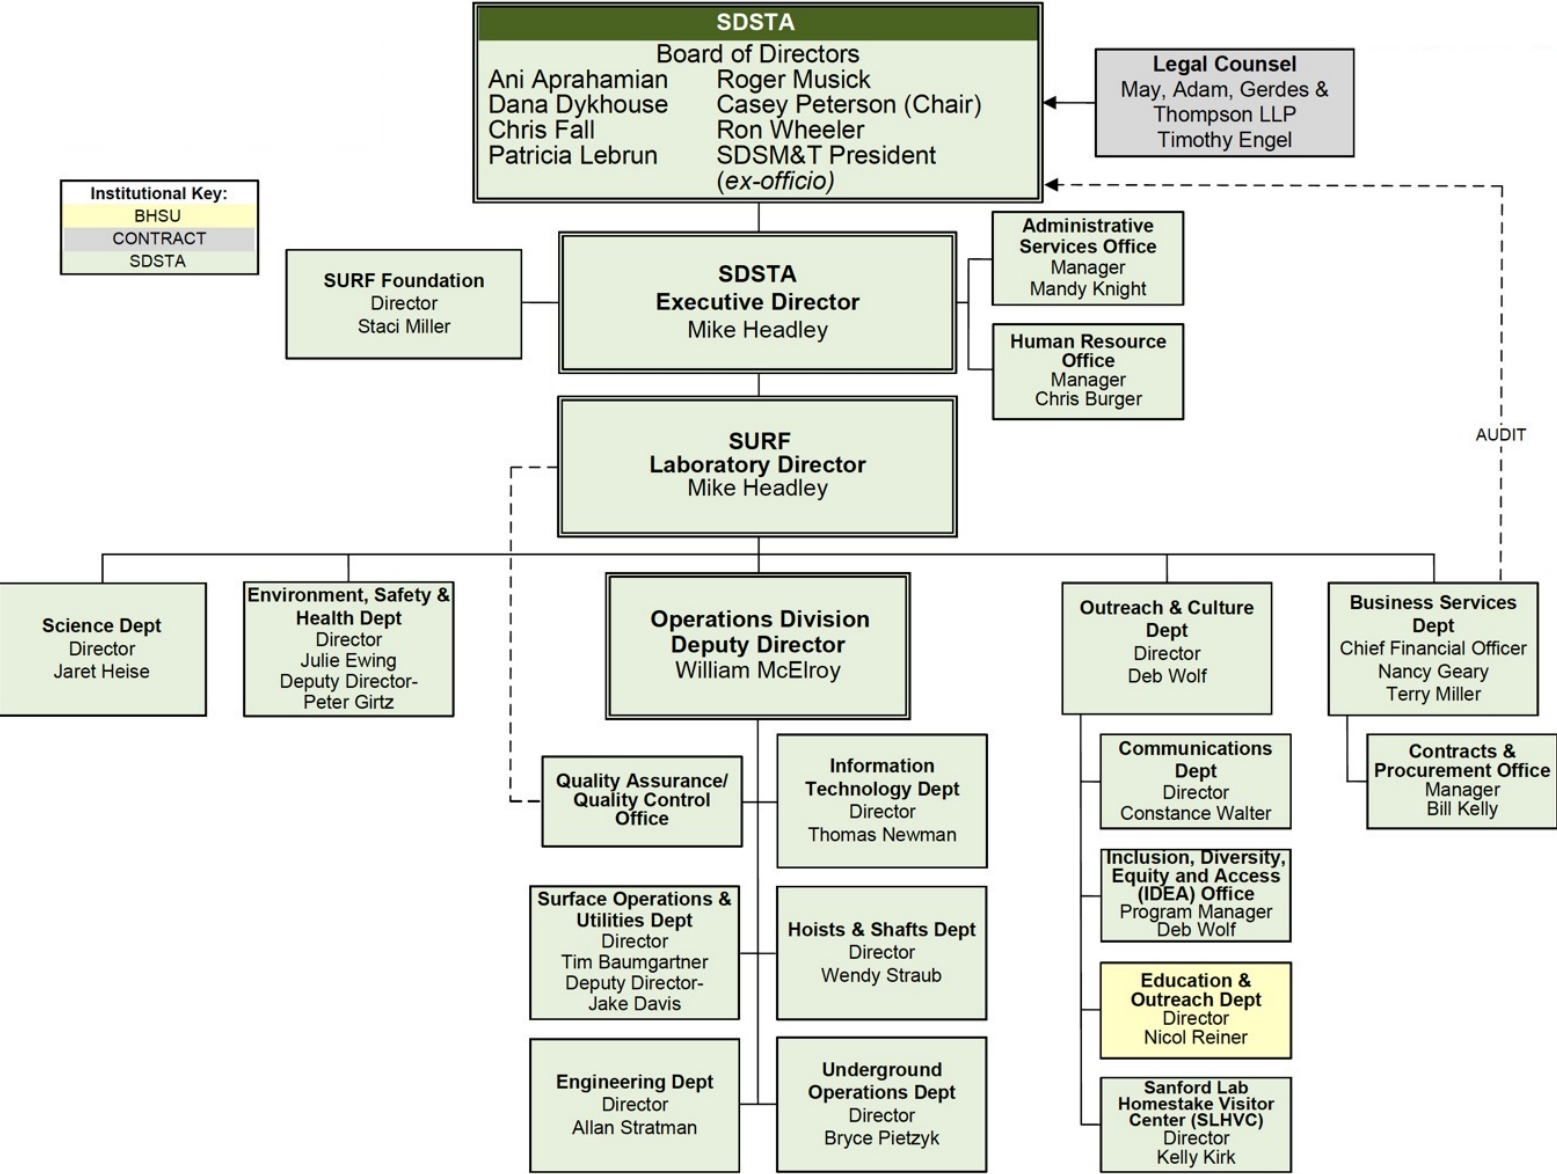 SDSTA
Board of Directors
Ani Aprahamian Roger Musick
Dana Dykhouse Casey Peterson (Chair)
Chris Fall Ron Wheeler
Patricia Lebrun SDSM&T President
(ex-officio)
Legal Counsel
May, Adam, Gerdes &
Thompson LLP
Timothy Engel
Institutional Key:
BHSU
CONTRACT
SDSTA
SURF Foundation
Director
Staci Miller
SDSTA
Executive Director
Mike Headley
Administrative
Services Office
Manager
Mandy Knight
Human Resource
Office
Manager
Chris Burger
AUDIT
SURF
Laboratory Director
Mike Headley
Science Dept
Director
Jaret Heise
Environment, Safety &
Health Dept
Director
Julie Ewing
Deputy Director-
Peter Girtz
Operations Division
Deputy Director
William McElroy
Outreach & Culture
Dept
Director
Deb Wolf
Business Services
Dept
Chief Financial Officer
Nancy Geary
Terry Miller
Quality Assurance/
Quality Control
Office
Information
Technology Dept
Director
Thomas Newman
Surface Operations &
Utilities Dept
Director
Tim Baumgartner
Deputy Director-
Jake Davis
Hoists & Shafts Dept
Director
Wendy Straub
Engineering Dept
Director
Allan Stratman
Underground
Operations Dept
Director
Bryce Pietzyk
Communications
Dept
Director
Constance Walter
Inclusion, Diversity,
Equity and Access
(IDEA) Office
Program Manager
Deb Wolf
Education &
Outreach Dept
Director
Nicol Reiner
Sanford Lab
Homestake Visitor
Center (SLHVC)
Director
Kelly Kirk
Contracts &
Procurement Office
Manager
Bill Kelly